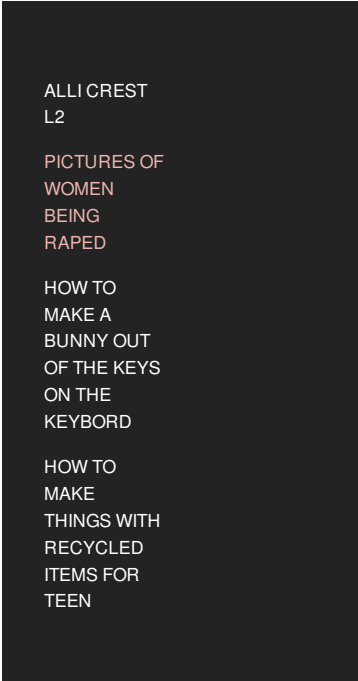 ALLI CREST
L2
PICTURES OF
WOMEN
BEING
RAPED
HOW TO
MAKE A
BUNNY OUT
OF THE KEYS
ON THE
KEYBORD
HOW TO
MAKE
THINGS WITH
RECYCLED
ITEMS FOR
TEEN